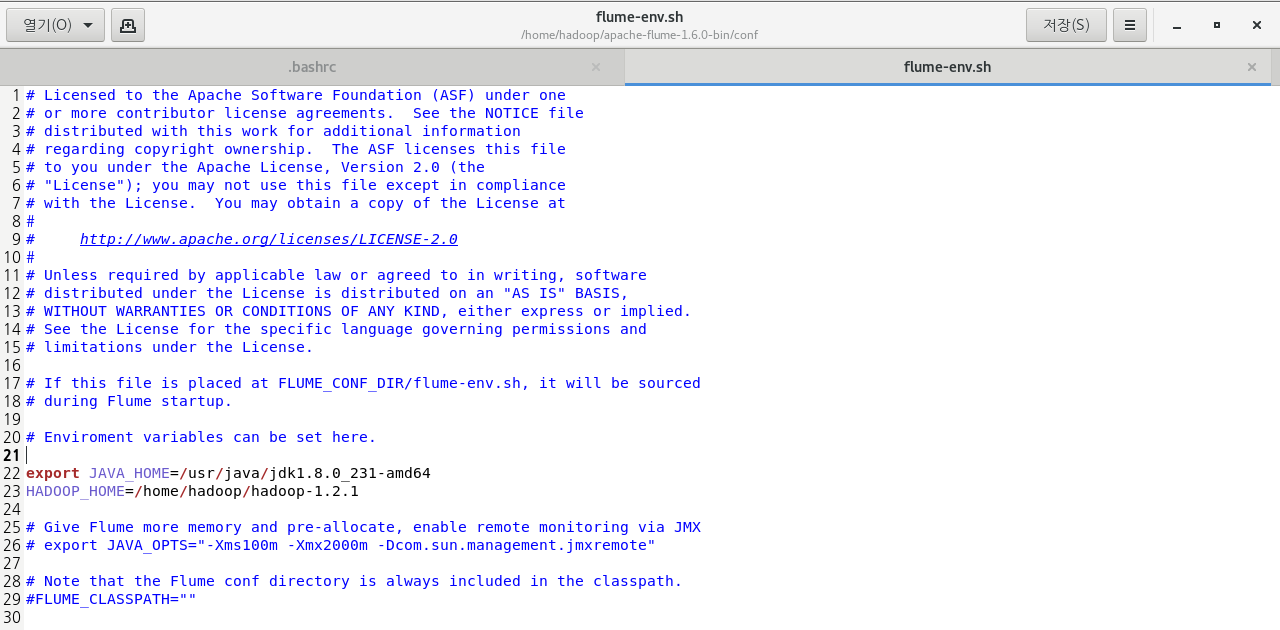 열기(O)
flume-env.sh
/home/hadoop/apache-flume-1.6.0-bin/conf
저장(S)
.bashrc
flume-env.sh
1 # Licensed to the Apache Software Foundation (ASF) under one
2 # or more contributor license agreements.  See the NOTICE file
3 # distributed with this work for additional information
4 # regarding copyright ownership.  The ASF licenses this file
5 # to you under the Apache License, Version 2.0 (the
6 # "License"); you may not use this file except in compliance
7 # with the License.  You may obtain a copy of the License at
8 #
9 #     http://www.apache.org/licenses/LICENSE-2.0
10 #
11 # Unless required by applicable law or agreed to in writing, software
12 # distributed under the License is distributed on an "AS IS" BASIS,
13 # WITHOUT WARRANTIES OR CONDITIONS OF ANY KIND, either express or implied.
14 # See the License for the specific language governing permissions and
15 # limitations under the License.
16
17 # If this file is placed at FLUME_CONF_DIR/flume-env.sh, it will be sourced
18 # during Flume startup.
19
20 # Enviroment variables can be set here.
21
22 export JAVA_HOME=/usr/java/jdk1.8.0_231-amd64
23 HADOOP_HOME=/home/hadoop/hadoop-1.2.1
24
25 # Give Flume more memory and pre-allocate, enable remote monitoring via JMX
26 # export JAVA_OPTS="-Xms100m -Xmx2000m -Dcom.sun.management.jmxremote"
27
28 # Note that the Flume conf directory is always included in the classpath.
29 #FLUME_CLASSPATH=""
30